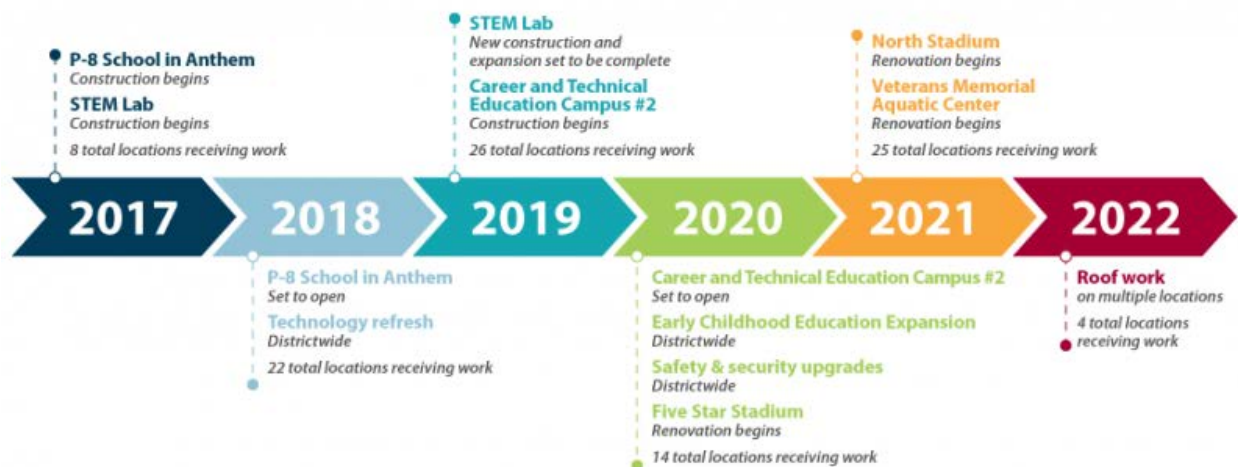 P-8 School in Anthem
Construction begins
STEM Lab
Construction begins
8 total locations receiving work
STEM Lab
New construction and
expansion set to be complete
Career and Technical
Education Campus #2
Construction begins
26 total locations receiving work
North Stadium
Renovation begins
Veterans Memorial
Aquatic Center
Renovation begins
25 total locations receiving work
2017
2018
2019
2020
2021
2022
P-8 School in Anthem
Set to open
Technology refresh
Districtwide
22 total locations receiving work
Career and Technical Education Campus #2
Set to open
Early Childhood Education Expansion
Districtwide
Safety & security upgrades
Districtwide
Five Star Stadium
Renovation begins
14 total locations receiving work
Roof work
on multiple locations
4 total locations
receiving work